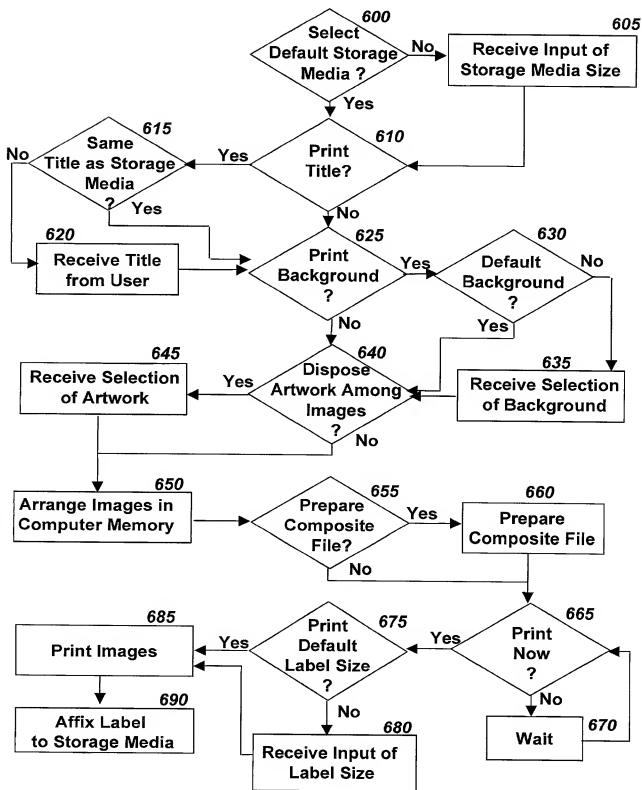 600
Select
Default Storage
Media ?
No
Yes
605
Receive Input of
Storage Media Size
615
Same
Title as Storage
Media
?
No
Yes
610
Print
Title?
Yes
No
620
Receive Title
from User
625
Print
Background
?
Yes
No
630
Default
Background
?
No
Yes
635
Receive Selection
of Background
640
Dispose
Artwork Among
Images
?
Yes
No
645
Receive Selection
of Artwork
650
Arrange Images in
Computer Memory
655
Prepare
Composite
File?
Yes
No
660
Prepare
Composite File
665
Print
Now
?
Yes
No
670
Wait
675
Print
Default
Label Size
?
Yes
No
680
Receive Input of
Label Size
685
Print Images
690
Affix Label
to Storage Media